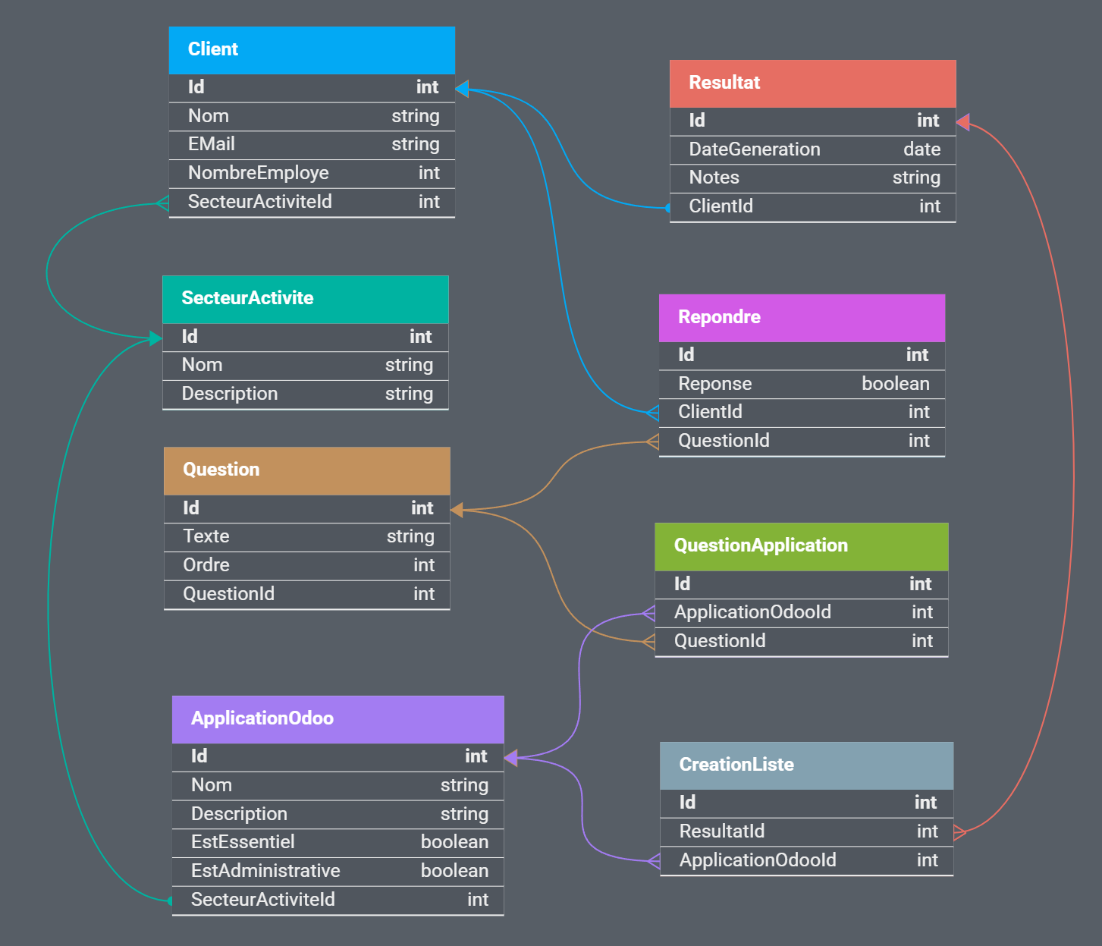 Client
Id int
Nom string
EMail string
NombreEmploye int
SecteurActiviteId int
Resultat
Id int
DateGeneration date
Notes string
ClientId int
SecteurActivite
Id int
Nom string
Description string
Repondre
Id int
Reponse boolean
ClientId int
QuestionId int
Question
Id int
Texte string
Ordre int
QuestionId int
QuestionApplication
Id int
ApplicationOdooId int
QuestionId int
ApplicationOdoo
Id int
Nom string
Description string
EstEssentiel boolean
EstAdministrative boolean
SecteurActiviteId int
CreationListe
Id int
ResultatId int
ApplicationOdooId int